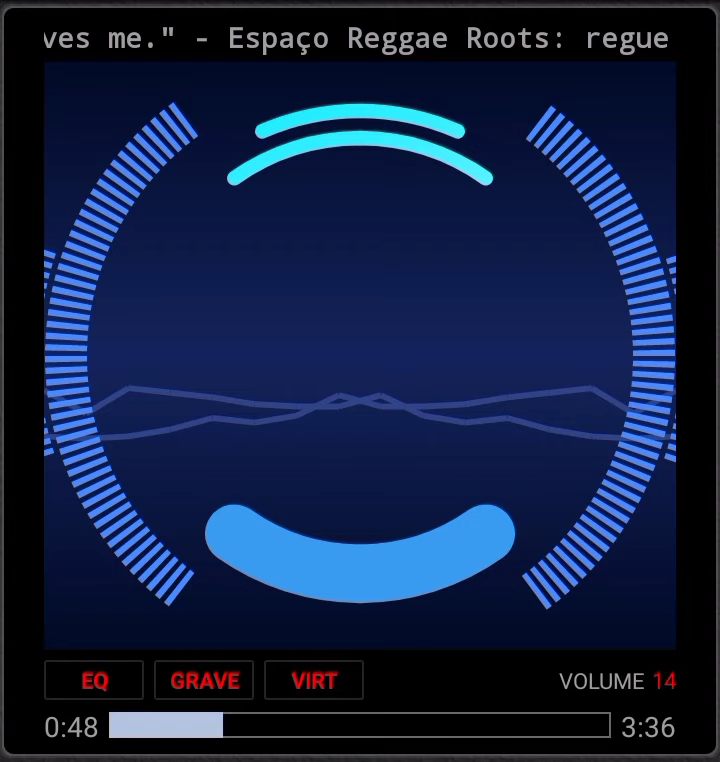 ves me." - Espaço Reggae Roots: regue
EQ GRAVE VIRT VOLUME 14
0:48 3:36